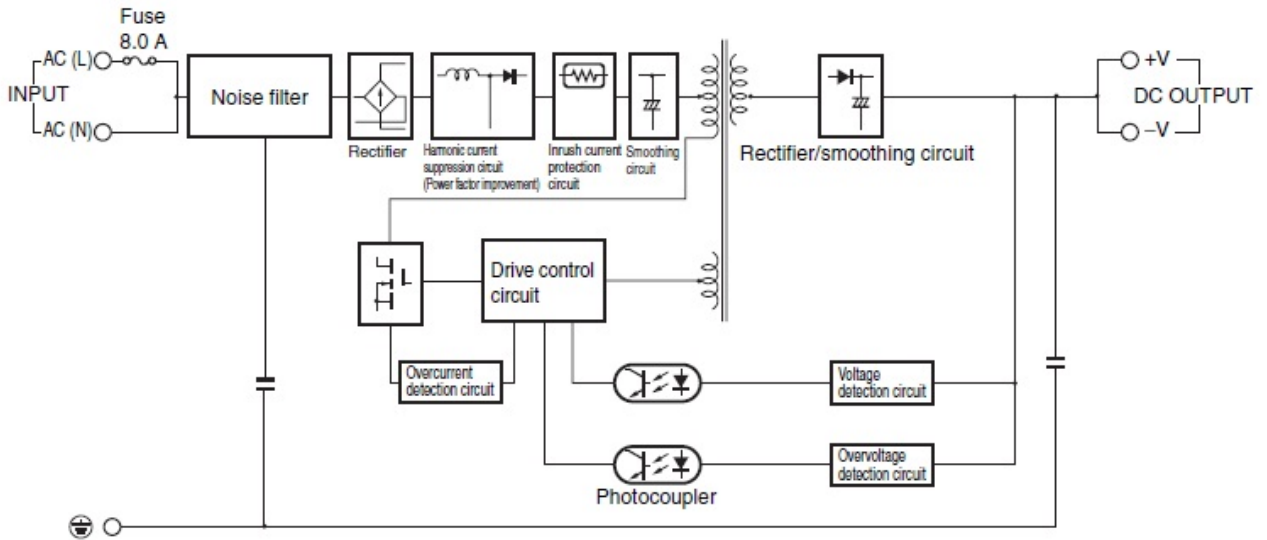 Fuse
8.0 A
AC (L)
INPUT
AC (N)
Noise filter
Rectifier
Harmonic current
suppression circuit
(Power factor improvement)
Inrush current
protection
circuit
Smoothing
circuit
Rectifier/smoothing circuit
+V
DC OUTPUT
–V
Drive control
circuit
Overcurrent
detection circuit
Voltage
detection circuit
Overvoltage
detection circuit
Photocoupler